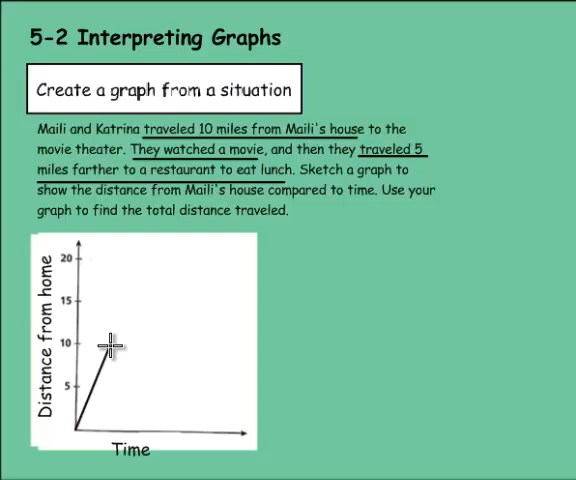 5-2 Interpreting Graphs
Create a graph from a situation
Maili and Katrina traveled 10 miles from Maili's house to the
movie theater. They watched a movie, and then they traveled 5
miles farther to a restaurant to eat lunch. Sketch a graph to
show the distance from Maili's house compared to time. Use your
graph to find the total distance traveled.
Distance from home
20
15
10
5
Time